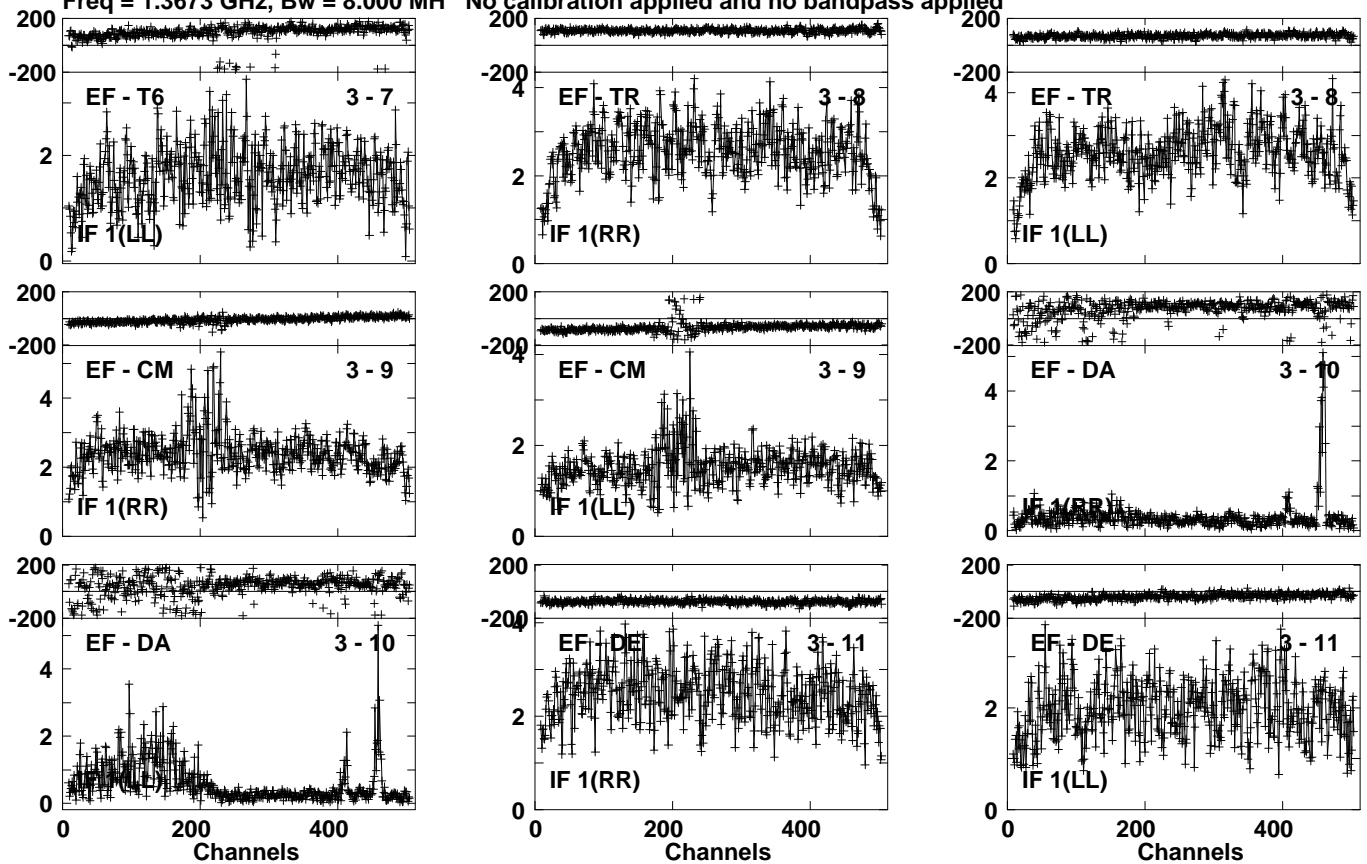 Freq = 1.3673 GHz, Bw = 8.000 MH No calibration applied and no bandpass applied
200
-200
EF - T6 3 - 7
2
IF 1(LL)
0
200
-200
4
EF - TR 3 - 8
2
IF 1(RR)
0
200
-200
4
EF - TR 3 - 8
2
IF 1(LL)
0
200
-200
EF - CM 3 - 9
4
2
IF 1(RR)
0
200
-200
4
EF - CM 3 - 9
2
IF 1(LL)
0
200
-200
EF - DA 3 - 10
4
2
IF 1(RR)
0
200
-200
EF - DA 3 - 10
4
2
IF 1(LL)
0
0 200 400
Channels
200
-200
4
EF - DE 3 - 11
2
IF 1(RR)
0
0 200 400
Channels
200
-200
EF - DE 3 - 11
2
IF 1(LL)
0
0 200 400
Channels